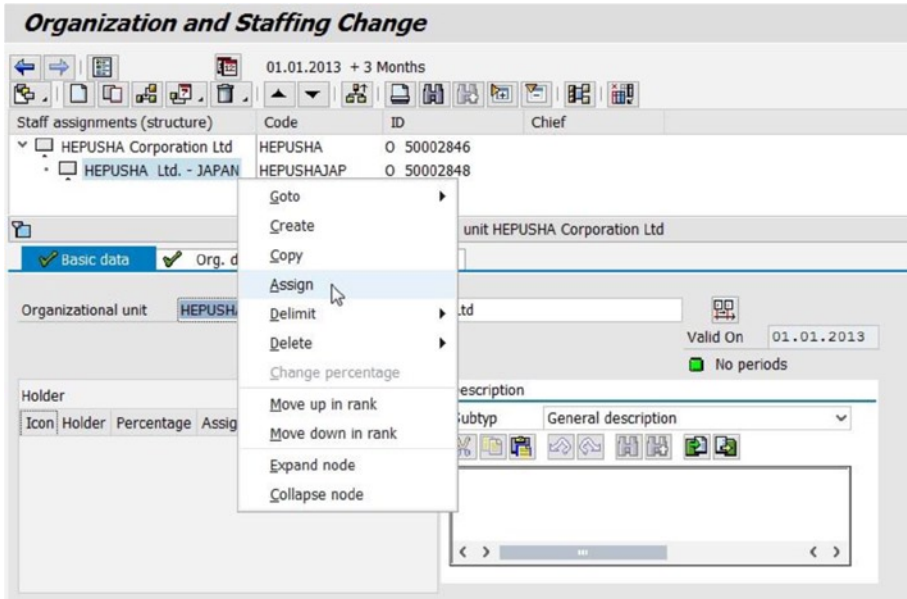 Organization and Staffing Change
01.01.2013 + 3 Months
Staff assignments (structure) Code ID Chief
HEPUSHA Corporation Ltd HEPUSHA O 50002846
HEPUSHA Ltd. - JAPAN HEPUSHAJAP O 50002848
Goto
Create
Copy
Assign
Delimit
Delete
Change percentage
Move up in rank
Move down in rank
Expand node
Collapse node
unit HEPUSHA Corporation Ltd
Basic data Org. d
Organizational unit HEPUSH td
Valid On 01.01.2013
No periods
Holder
Icon Holder Percentage Assig
escription
ubtyp General description